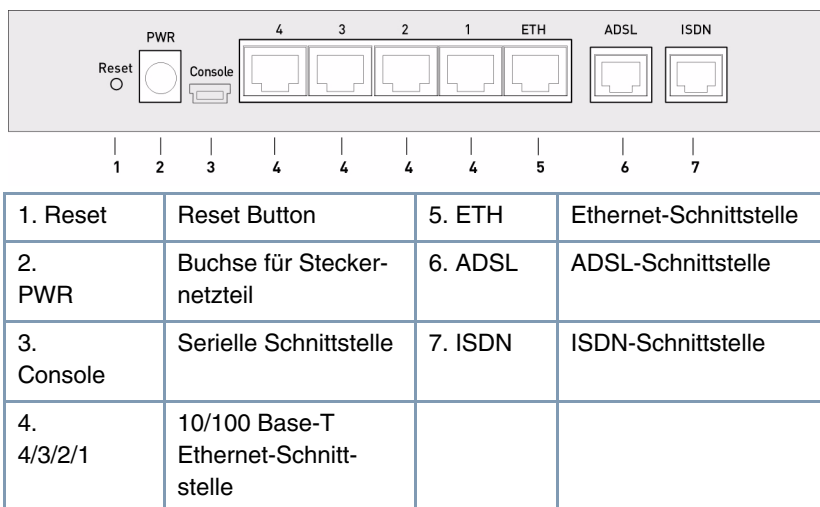 PWR 4 3 2 1 ETH ADSL ISDN
Reset Console
1 2 3 4 4 4 4 5 6 7
1. Reset Reset Button 5. ETH Ethernet-Schnittstelle
2. Buchse für Stecker- 6. ADSL ADSL-Schnittstelle
PWR netzteil
3. Serielle Schnittstelle 7. ISDN ISDN-Schnittstelle
Console
4. 10/100 Base-T
4/3/2/1 Ethernet-Schnitt-
stelle